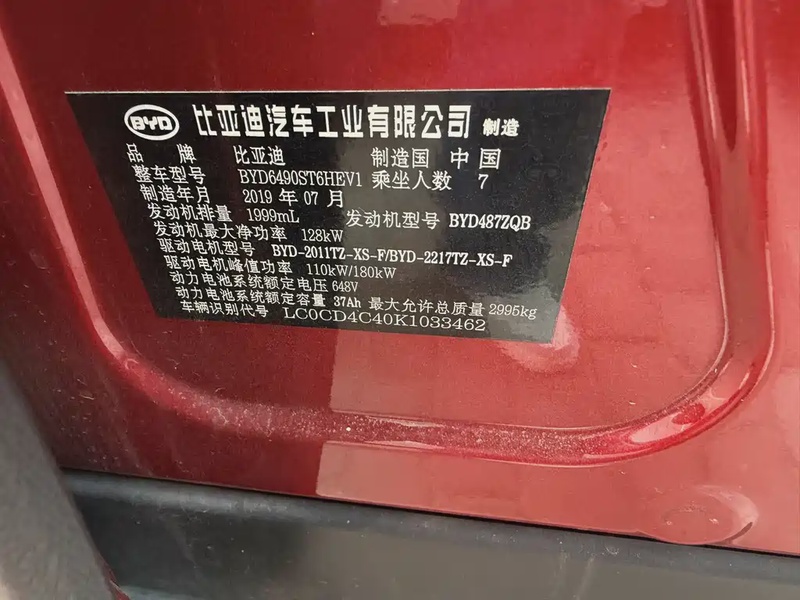 BYD 比亚迪汽车工业有限公司 制造
品牌 比亚迪 制造国 中国
整车型号 BYD6490ST6HEV1 乘坐人数 7
制造年月 2019 年 07 月
发动机排量 1999mL 发动机型号 BYD487ZQB
发动机最大净功率 128kW
驱动电机型号 BYD-2011TZ-XS-F/BYD-2217TZ-XS-F
驱动电机峰值功率 110kW/180kW
动力电池系统额定电压 648V
动力电池系统额定容量 37Ah 最大允许总质量 2995kg
车辆识别代号 LC0CD4C40K1033462